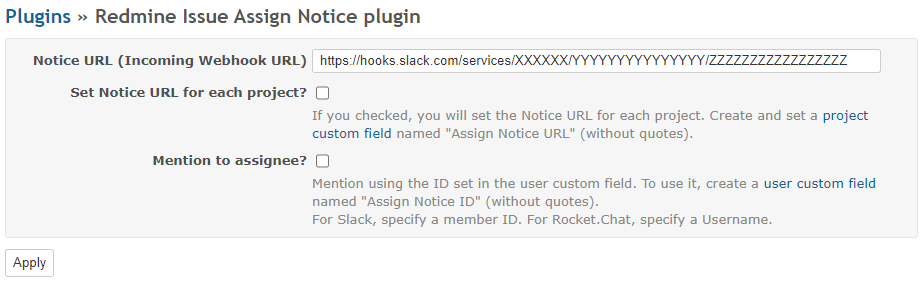 Plugins » Redmine Issue Assign Notice plugin
Notice URL (Incoming Webhook URL) https://hooks.slack.com/services/XXXXXX/YYYYYYYYYYYYYYY/ZZZZZZZZZZZZZZZZZ
Set Notice URL for each project?
If you checked, you will set the Notice URL for each project. Create and set a project
custom field named "Assign Notice URL" (without quotes).
Mention to assignee?
Mention using the ID set in the user custom field. To use it, create a user custom field
named "Assign Notice ID" (without quotes).
For Slack, specify a member ID. For Rocket.Chat, specify a Username.
Apply